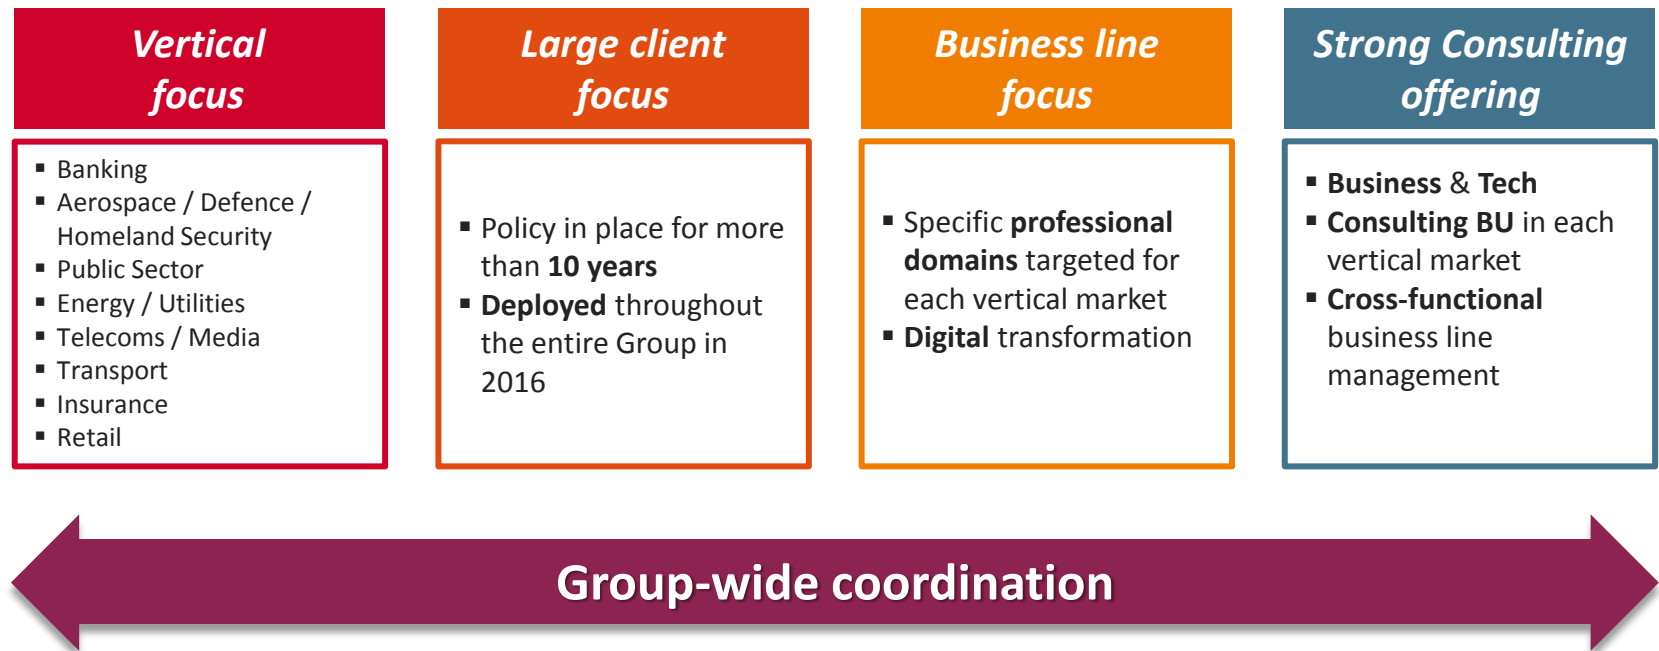 Vertical
focus
▪ Banking
▪ Aerospace / Defence /
Homeland Security
▪ Public Sector
▪ Energy / Utilities
▪ Telecoms / Media
▪ Transport
▪ Insurance
▪ Retail
Large client
focus
▪ Policy in place for more
than 10 years
▪ Deployed throughout
the entire Group in
2016
Business line
focus
▪ Specific professional
domains targeted for
each vertical market
▪ Digital transformation
Strong Consulting
offering
▪ Business & Tech
▪ Consulting BU in each
vertical market
▪ Cross-functional
business line
management
Group-wide coordination